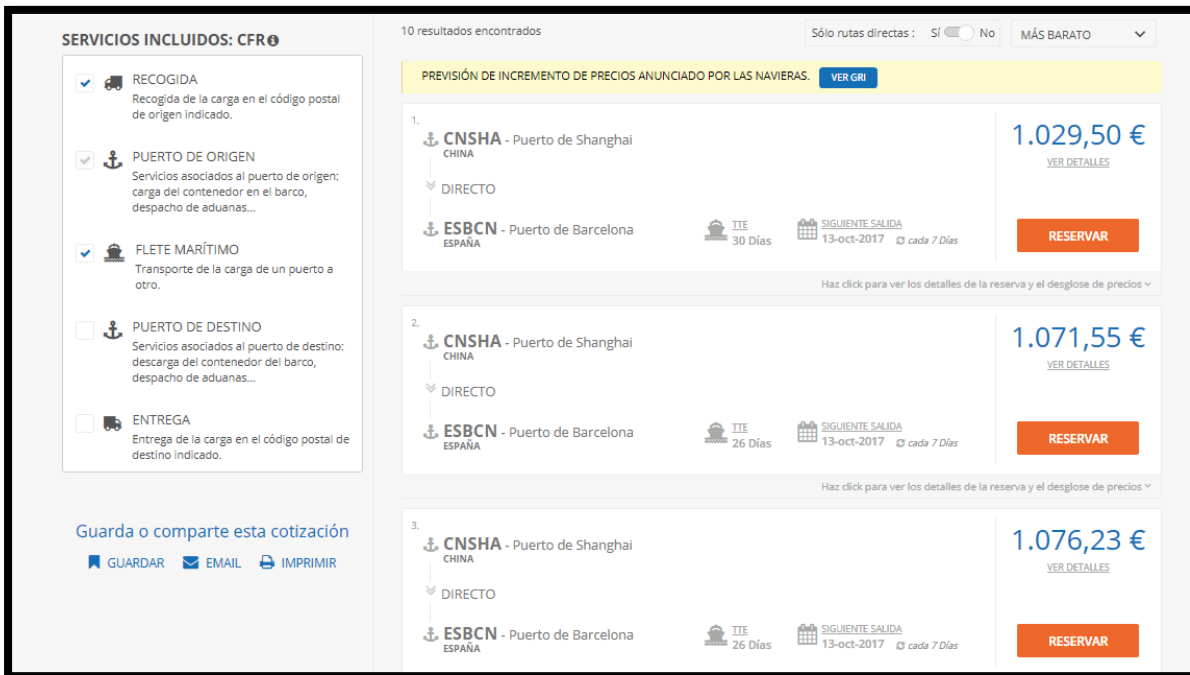 SERVICIOS INCLUIDOS: CFR
RECOGIDA
Recogida de la carga en el código postal
de origen indicado.
PUERTO DE ORIGEN
Servicios asociados al puerto de origen:
carga del contenedor en el barco,
despacho de aduanas...
FLETE MARÍTIMO
Transporte de la carga de un puerto a
otro.
PUERTO DE DESTINO
Servicios asociados al puerto de destino:
descarga del contenedor del barco,
despacho de aduanas...
ENTREGA
Entrega de la carga en el código postal de
destino indicado.
Guarda o comparte esta cotización
GUARDAR EMAIL IMPRIMIR
10 resultados encontrados
Sólo rutas directas : Sí No
MÁS BARATO
PREVISIÓN DE INCREMENTO DE PRECIOS ANUNCIADO POR LAS NAVIERAS. VER GRI
1.
CNSHA - Puerto de Shanghai
CHINA
1.029,50 €
VER DETALLES
DIRECTO
ESBCN - Puerto de Barcelona
ESPAÑA
TTE
30 Días
SIGUIENTE SALIDA
13-oct-2017 cada 7 Días
RESERVAR
Haz click para ver los detalles de la reserva y el desglose de precios
2.
CNSHA - Puerto de Shanghai
CHINA
1.071,55 €
VER DETALLES
DIRECTO
ESBCN - Puerto de Barcelona
ESPAÑA
TTE
26 Días
SIGUIENTE SALIDA
13-oct-2017 cada 7 Días
RESERVAR
Haz click para ver los detalles de la reserva y el desglose de precios
3.
CNSHA - Puerto de Shanghai
CHINA
1.076,23 €
VER DETALLES
DIRECTO
ESBCN - Puerto de Barcelona
ESPAÑA
TTE
26 Días
SIGUIENTE SALIDA
13-oct-2017 cada 7 Días
RESERVAR